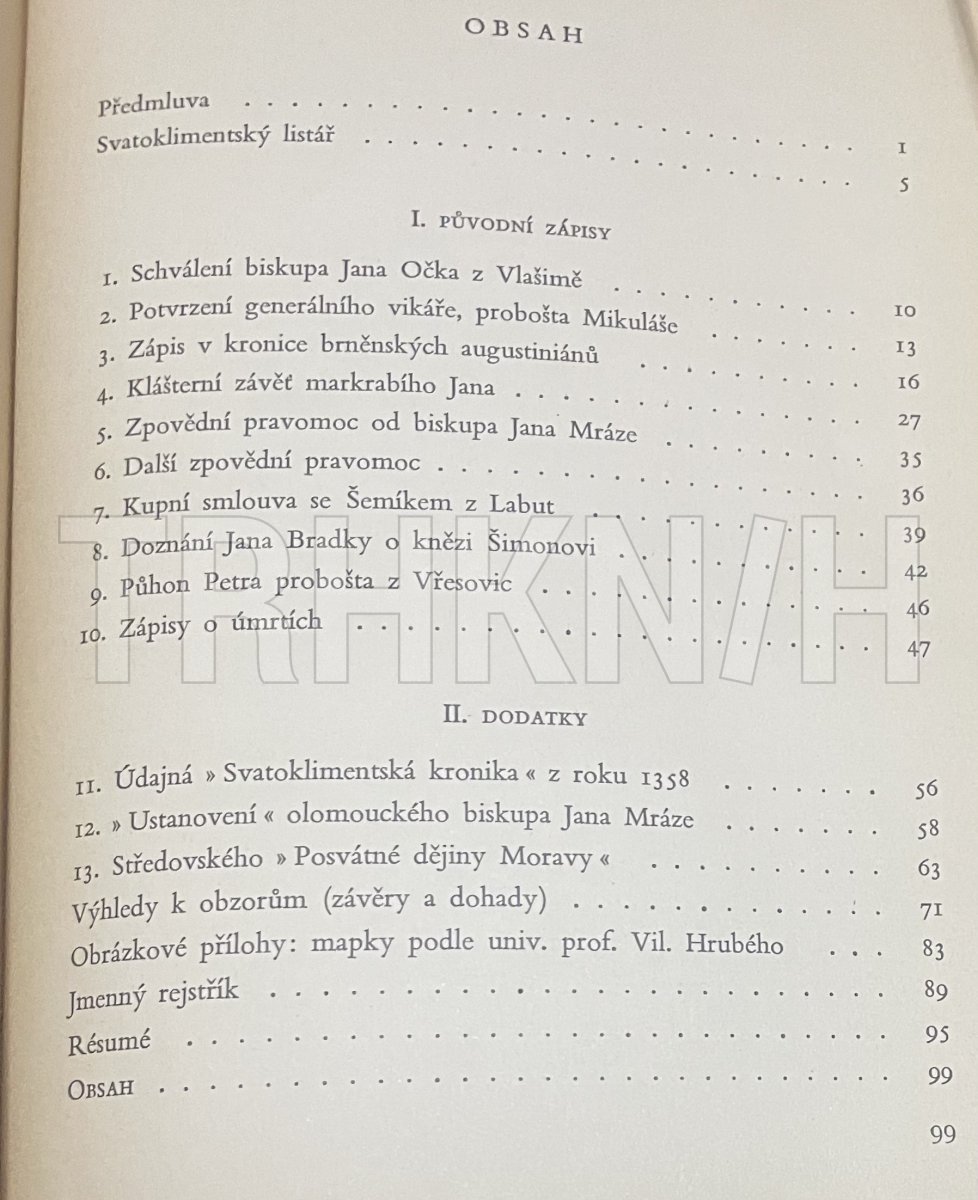 OBSAH
Předmluva . . . . . . . . . . . . . . . . . . . . . . . . . 1
Svatoklimentský listář . . . . . . . . . . . . . . . . . . . . 5
I. PŮVODNÍ ZÁPISY
1. Schválení biskupa Jana Očka z Vlašimě . . . . . . . . . 10
2. Potvrzení generálního vikáře, probošta Mikuláše . . . . . . 13
3. Zápis v kronice brněnských augustiniánů . . . . . . . . . 16
4. Klášterní závěť markrabího Jana . . . . . . . . . . . . . 27
5. Zpovědní pravomoc od biskupa Jana Mráze . . . . . . . . 35
6. Další zpovědní pravomoc . . . . . . . . . . . . . . . . . 36
7. Kupní smlouva se Šemíkem z Labut . . . . . . . . . . . 39
8. Doznání Jana Bradky o knězi Šimonovi . . . . . . . . . . 42
9. Půhon Petra probošta z Vřesovic . . . . . . . . . . . . . 46
10. Zápisy o úmrtích . . . . . . . . . . . . . . . . . . . . 47
TRHKNIH
II. DODATKY
11. Údajná » Svatoklimentská kronika « z roku 1358 . . . . . . . 56
12. » Ustanovení « olomouckého biskupa Jana Mráze . . . . . . . 58
13. Středovského » Posvátné dějiny Moravy « . . . . . . . . . . 63
Výhledy k obzorům (závěry a dohady) . . . . . . . . . . . . . 71
Obrázkové přílohy: mapky podle univ. prof. Vil. Hrubého . . . 83
Jmenný rejstřík . . . . . . . . . . . . . . . . . . . . . . . . . 89
Résumé . . . . . . . . . . . . . . . . . . . . . . . . . . . . 95
OBSAH . . . . . . . . . . . . . . . . . . . . . . . . . . . . . 99
99